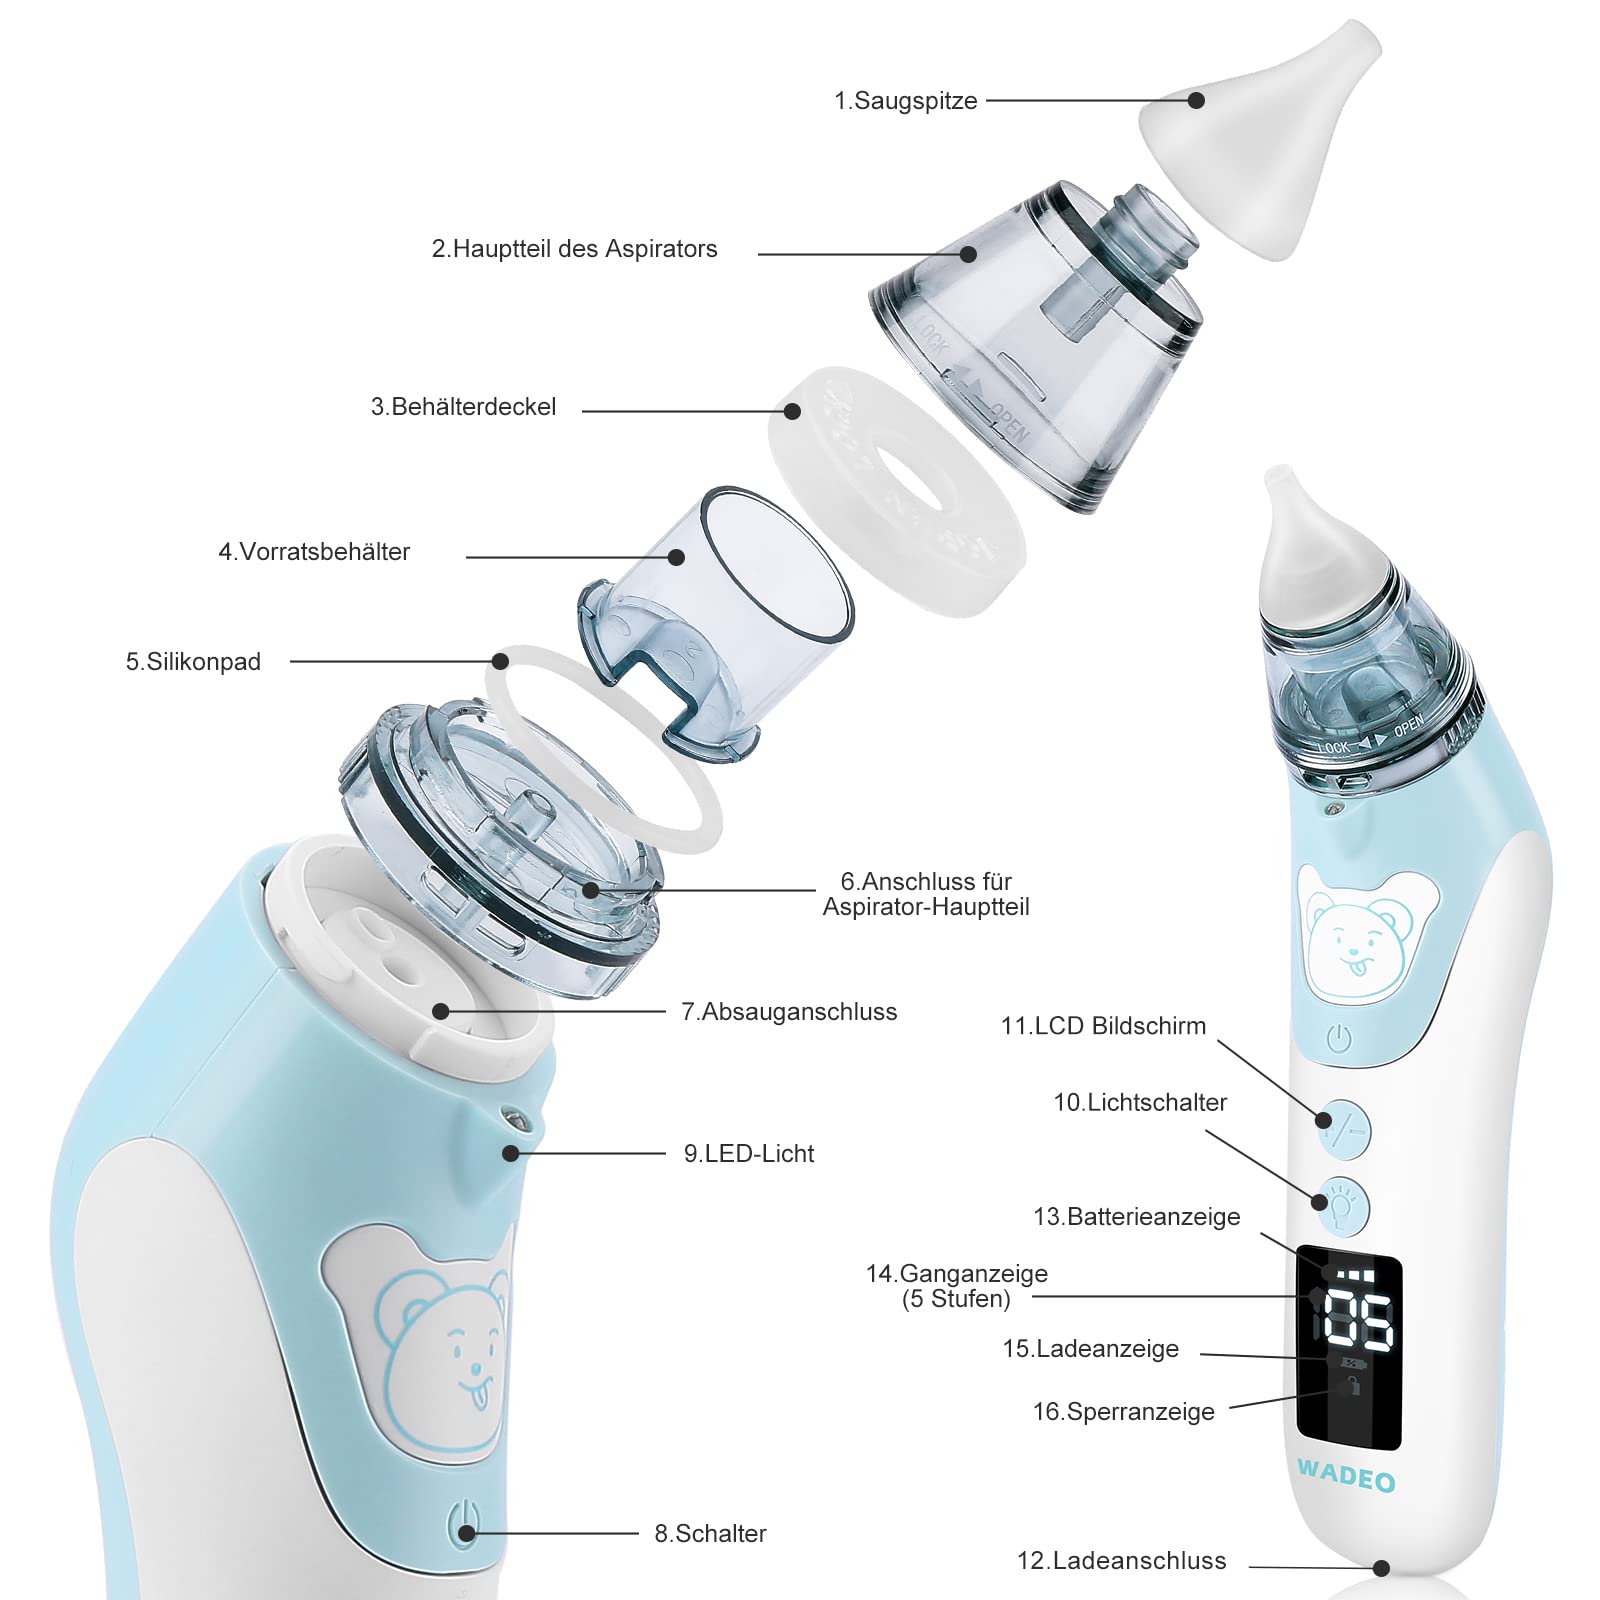 1.Saugspitze
2.Hauptteil des Aspirators
LOCK
OPEN
3.Behälterdeckel
4.Vorratsbehälter
5.Silikonpad
6.Anschluss für
Aspirator-Hauptteil
7.Absauganschluss
LOCK OPEN
11.LCD Bildschirm
10.Lichtschalter
9.LED-Licht
13.Batterieanzeige
14.Ganganzeige
(5 Stufen)
05
15.Ladeanzeige
16.Sperranzeige
WADEO
8.Schalter
12.Ladeanschluss